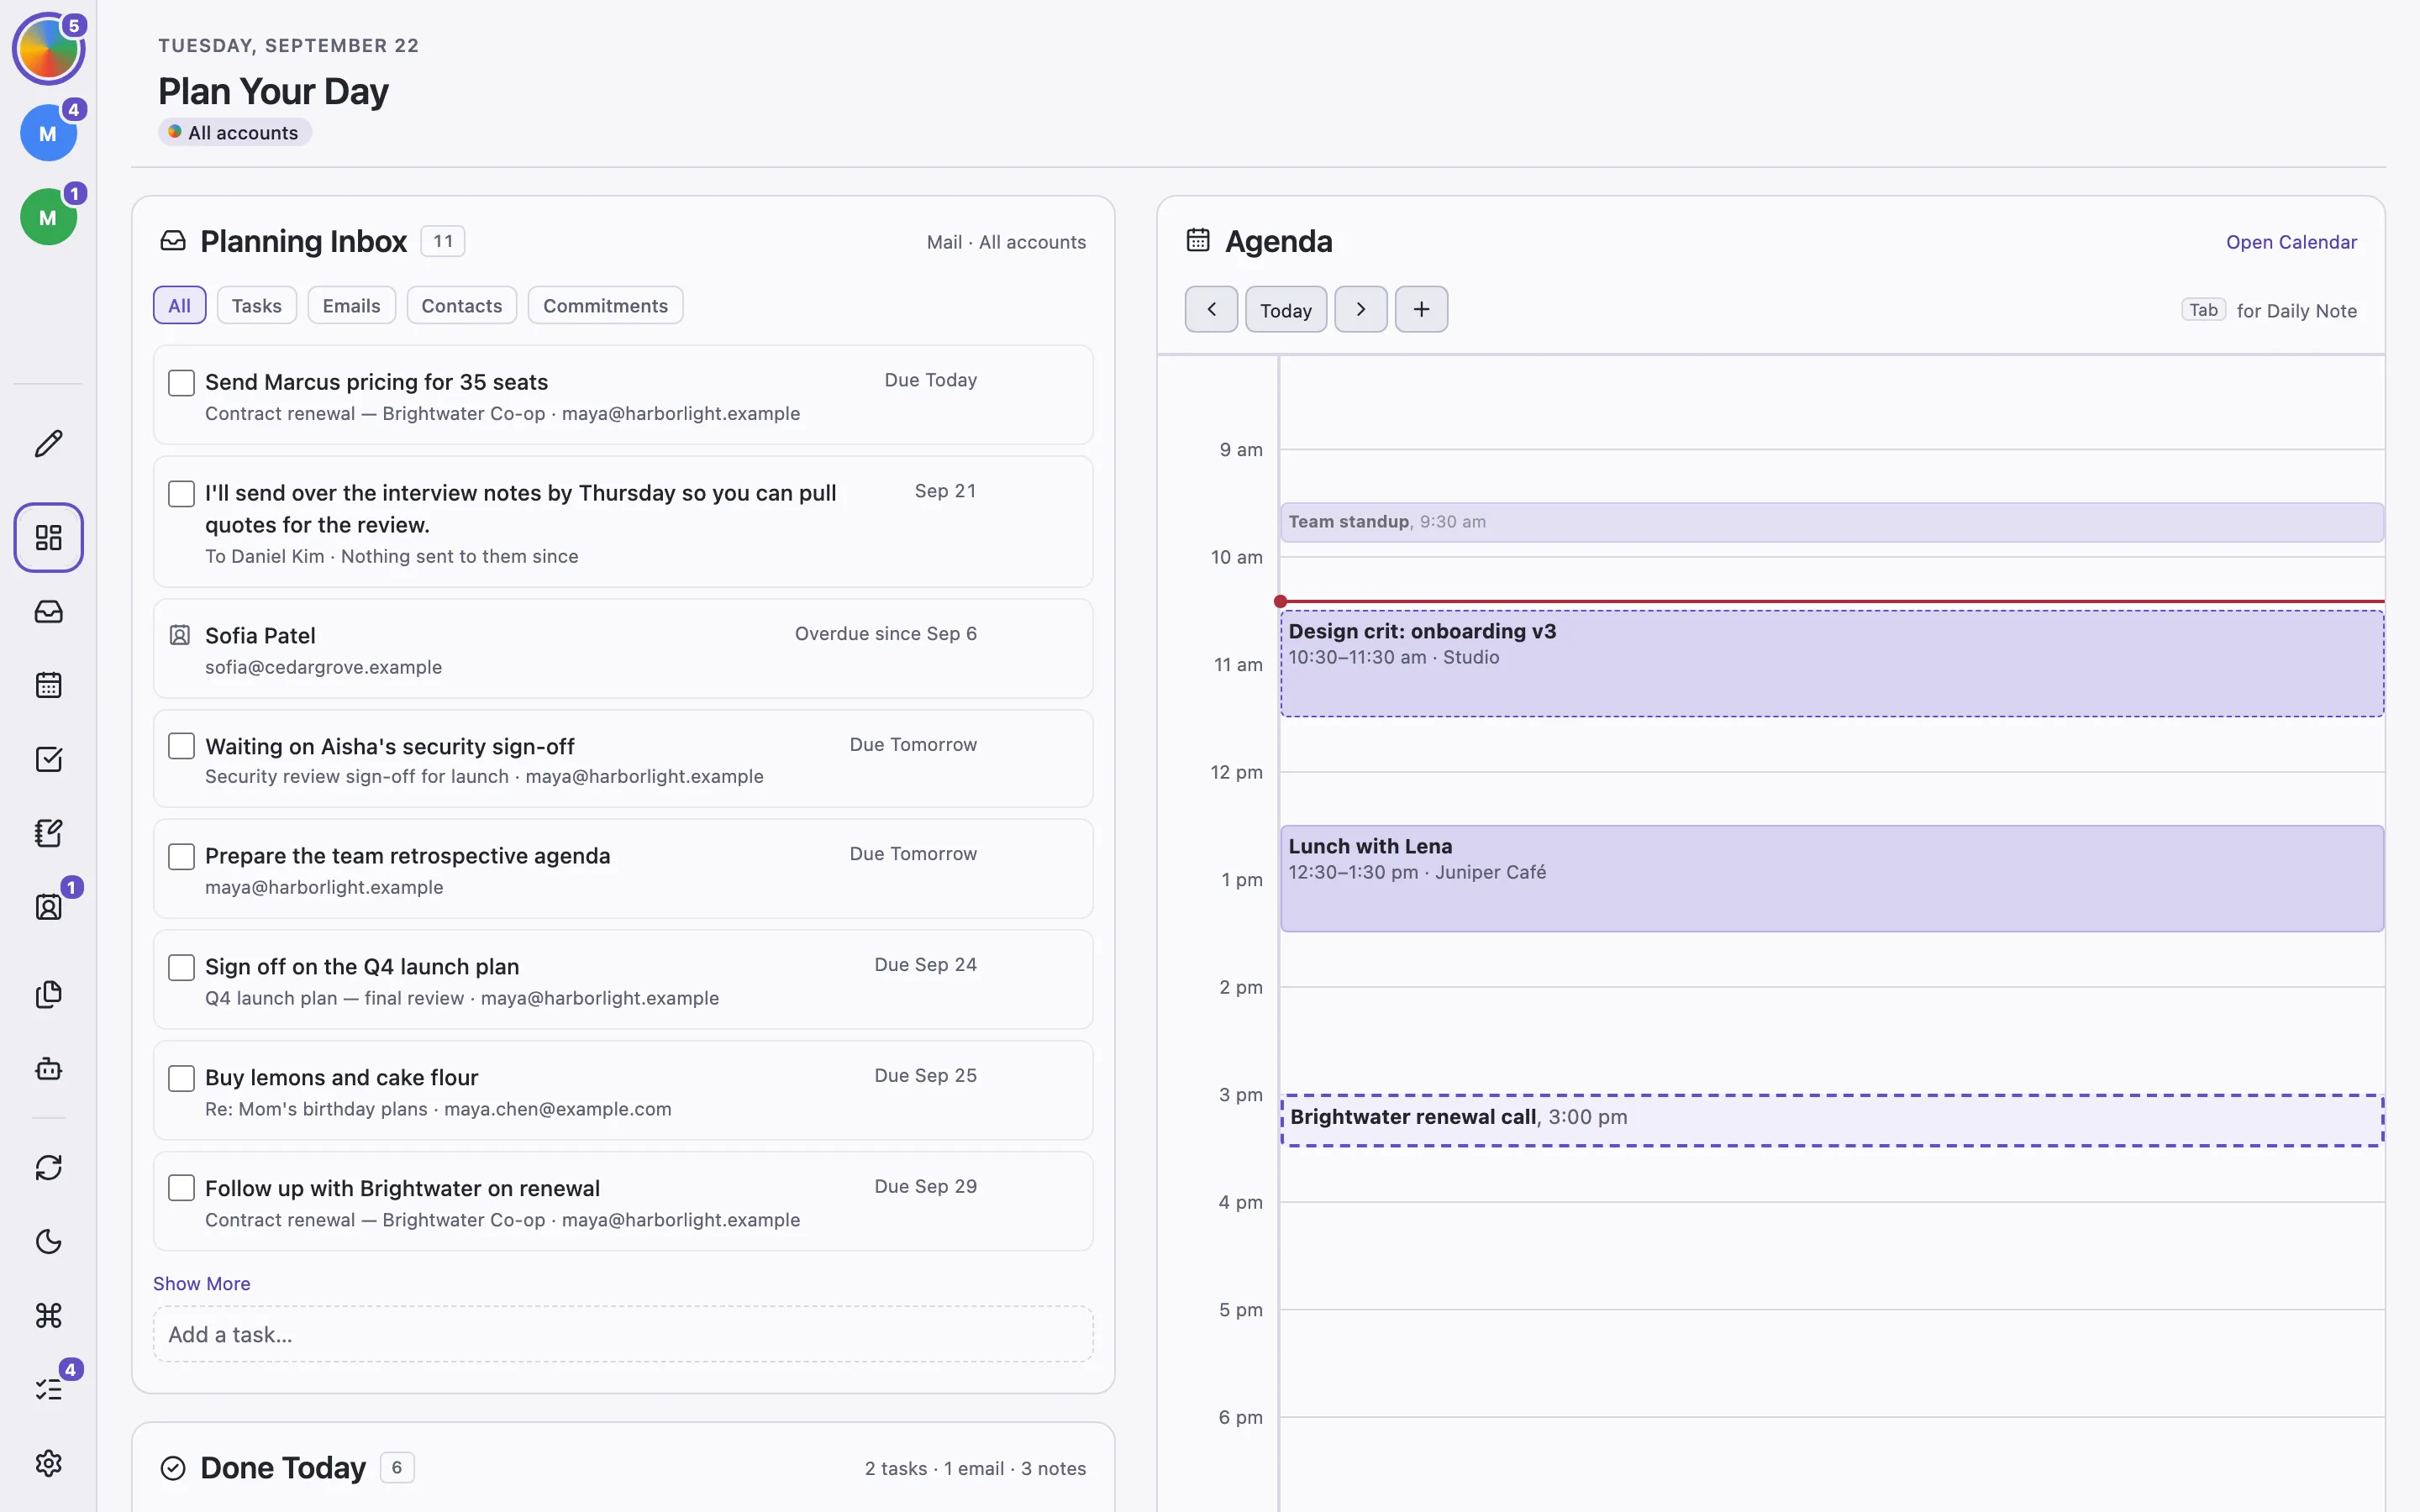 5
M
4
M
1
1
4
TUESDAY, SEPTEMBER 22
Plan Your Day
All accounts
Planning Inbox 11
Mail · All accounts
All Tasks Emails Contacts Commitments
Send Marcus pricing for 35 seats
Due Today
Contract renewal — Brightwater Co-op · maya@harborlight.example
I'll send over the interview notes by Thursday so you can pull
quotes for the review.
Sep 21
To Daniel Kim · Nothing sent to them since
Sofia Patel
Overdue since Sep 6
sofia@cedargrove.example
Waiting on Aisha's security sign-off
Due Tomorrow
Security review sign-off for launch · maya@harborlight.example
Prepare the team retrospective agenda
Due Tomorrow
maya@harborlight.example
Sign off on the Q4 launch plan
Due Sep 24
Q4 launch plan — final review · maya@harborlight.example
Buy lemons and cake flour
Due Sep 25
Re: Mom's birthday plans · maya.chen@example.com
Follow up with Brightwater on renewal
Due Sep 29
Contract renewal — Brightwater Co-op · maya@harborlight.example
Show More
Add a task...
Done Today 6
2 tasks · 1 email · 3 notes
Agenda
Open Calendar
Today
Tab for Daily Note
9 am
Team standup, 9:30 am
10 am
Design crit: onboarding v3
10:30–11:30 am · Studio
11 am
12 pm
Lunch with Lena
12:30–1:30 pm · Juniper Café
1 pm
2 pm
3 pm
Brightwater renewal call, 3:00 pm
4 pm
5 pm
6 pm